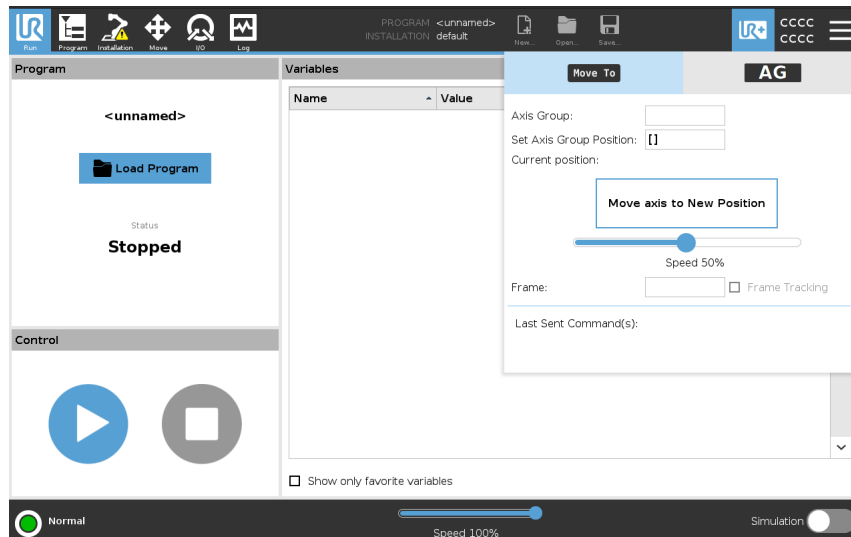 UR
Run
Program
Installation
Move
I/O
Log
PROGRAM <unnamed>
INSTALLATION default
New...
Open...
Save...
UR+
CCCC
CCCC
Program
<unnamed>
Load Program
Status
Stopped
Control
Variables
Name
Value
Show only favorite variables
Move To
AG
Axis Group:
Set Axis Group Position: []
Current position:
Move axis to New Position
Speed 50%
Frame:
Frame Tracking
Last Sent Command(s):
Normal
Speed 100%
Simulation